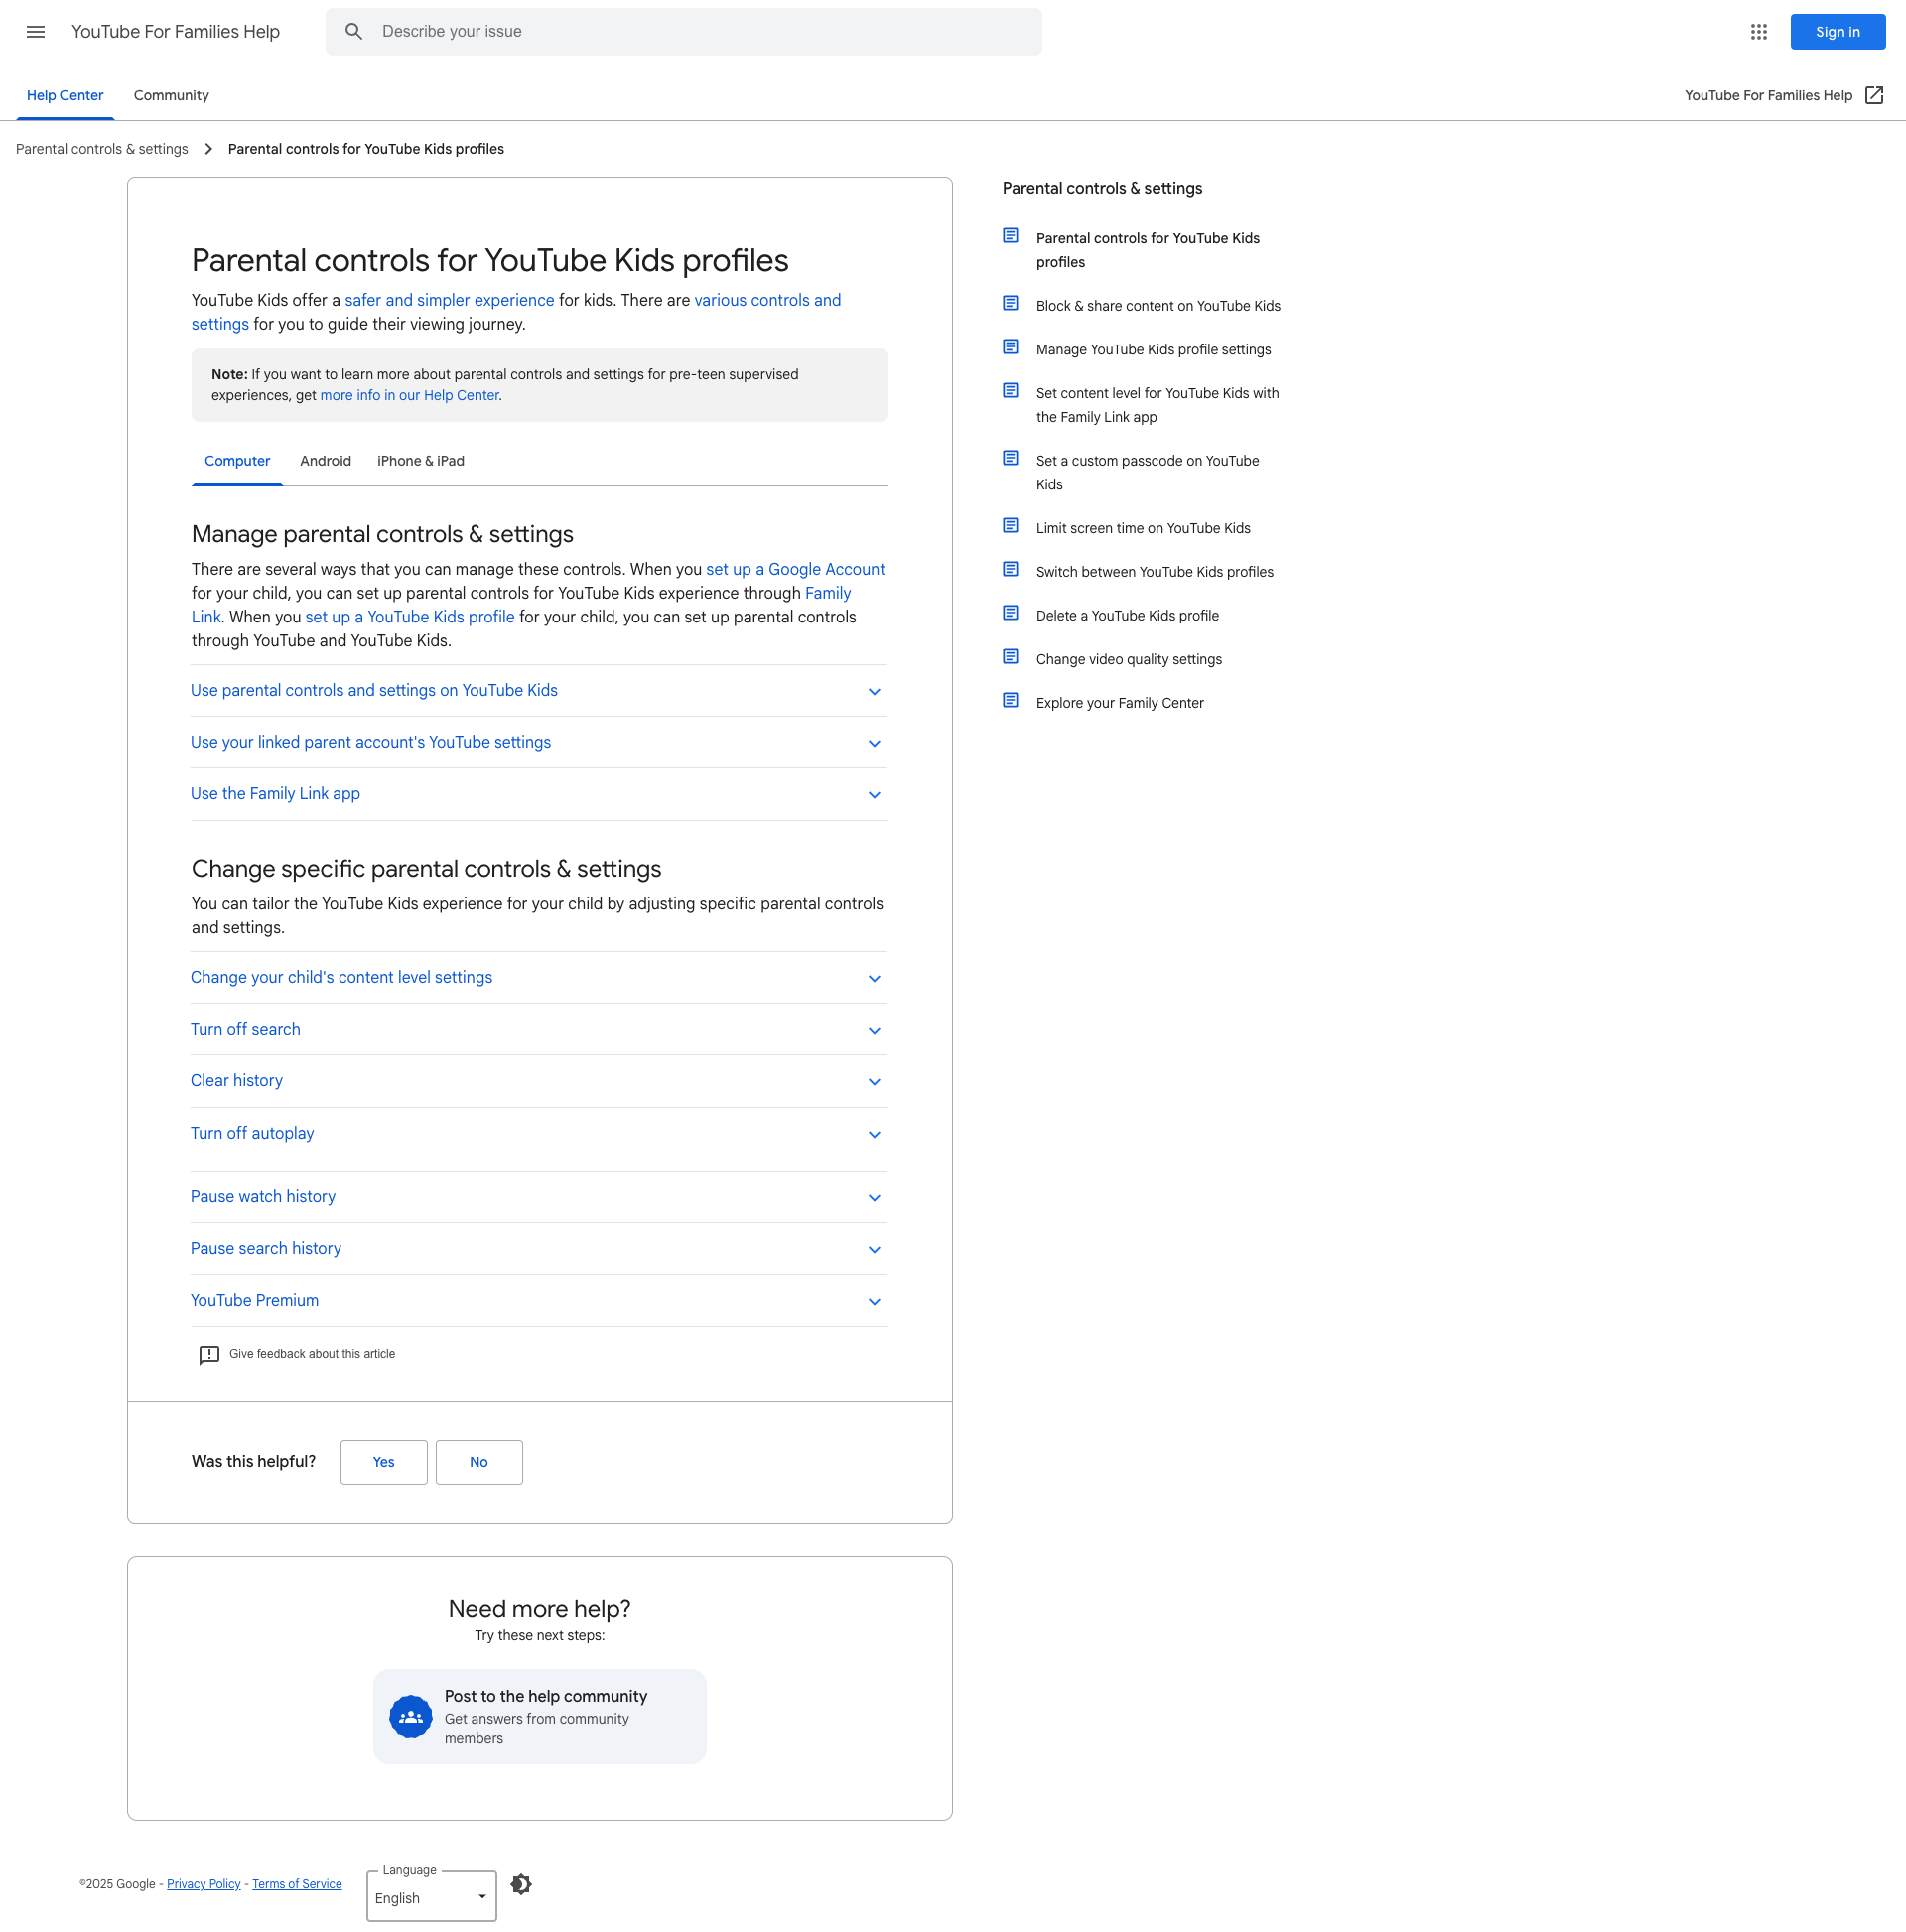 YouTube For Families Help
Describe your issue
Sign in
Help Center
Community
YouTube For Families Help
Parental controls & settings
Parental controls for YouTube Kids profiles
Parental controls for YouTube Kids profiles
YouTube Kids offer a safer and simpler experience for kids. There are various controls and
settings for you to guide their viewing journey.
Note: If you want to learn more about parental controls and settings for pre-teen supervised
experiences, get more info in our Help Center.
Computer
Android
iPhone & iPad
Manage parental controls & settings
There are several ways that you can manage these controls. When you set up a Google Account
for your child, you can set up parental controls for YouTube Kids experience through Family
Link. When you set up a YouTube Kids profile for your child, you can set up parental controls
through YouTube and YouTube Kids.
Use parental controls and settings on YouTube Kids
Use your linked parent account's YouTube settings
Use the Family Link app
Change specific parental controls & settings
You can tailor the YouTube Kids experience for your child by adjusting specific parental controls
and settings.
Change your child's content level settings
Turn off search
Clear history
Turn off autoplay
Pause watch history
Pause search history
YouTube Premium
Give feedback about this article
Was this helpful?
Yes
No
Need more help?
Try these next steps:
Post to the help community
Get answers from community
members
Parental controls & settings
Parental controls for YouTube Kids
profiles
Block & share content on YouTube Kids
Manage YouTube Kids profile settings
Set content level for YouTube Kids with
the Family Link app
Set a custom passcode on YouTube
Kids
Limit screen time on YouTube Kids
Switch between YouTube Kids profiles
Delete a YouTube Kids profile
Change video quality settings
Explore your Family Center
©2025 Google - Privacy Policy - Terms of Service
Language
English